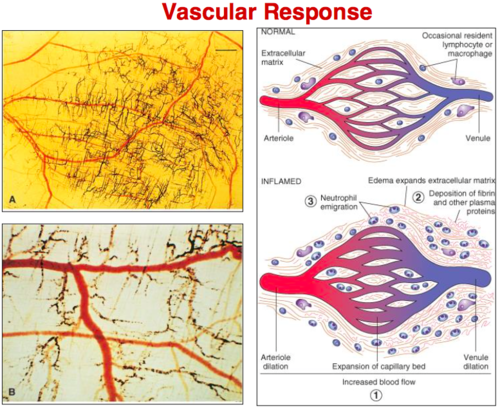 Vascular Response
A
B
NORMAL
Occasional resident
lymphocyte or
macrophage
Extracellular
matrix
Arteriole
Venule
INFLAMED
Edema expands extracellular matrix
③ Neutrophil
emigration
② Deposition of fibrin
and other plasma
proteins
Arteriole
dilation
Expansion of capillary bed
Venule
dilation
Increased blood flow
①